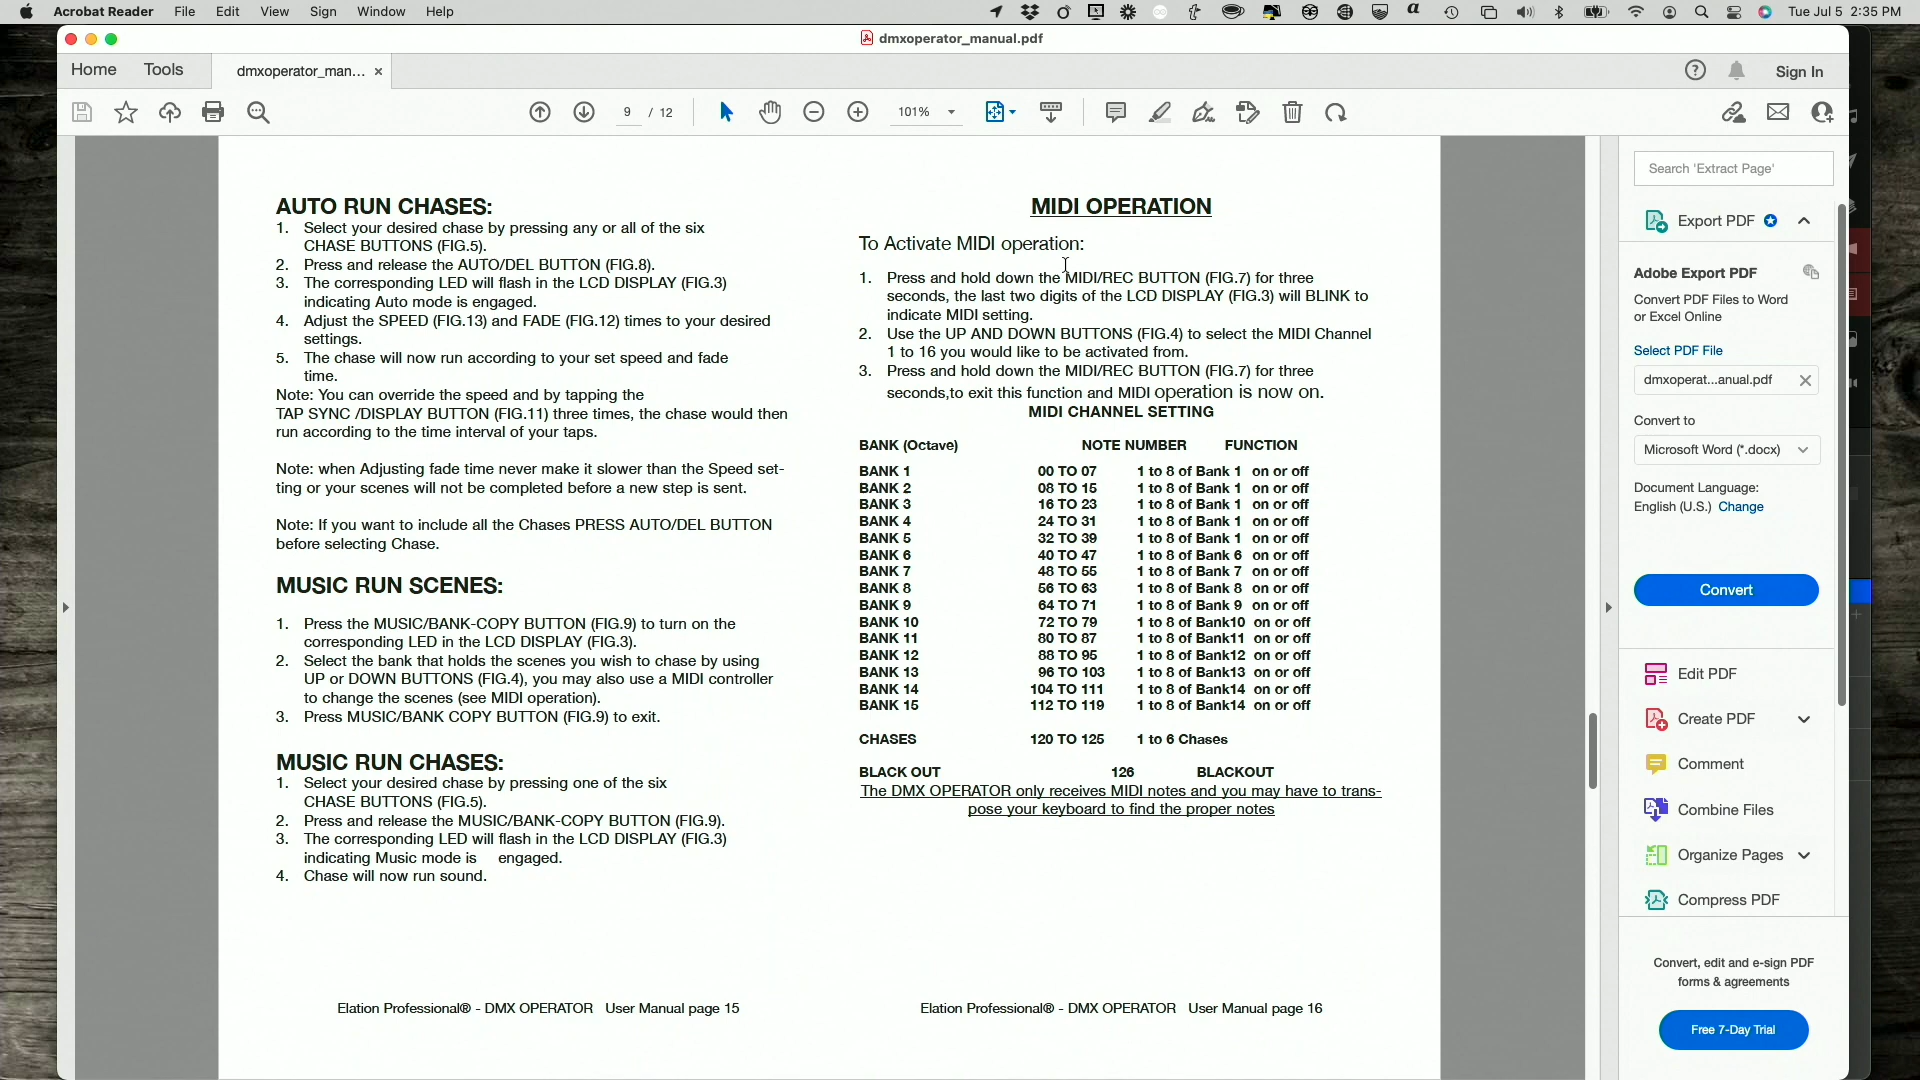 Acrobat Reader File Edit View Sign Window Help Tue Jul 5 2:35 PM
dmxoperator_manual.pdf
Home Tools dmxoperator_man... × Sign In
9 / 12 101%
AUTO RUN CHASES:
1. Select your desired chase by pressing any or all of the six
CHASE BUTTONS (FIG.5).
2. Press and release the AUTO/DEL BUTTON (FIG.8).
3. The corresponding LED will flash in the LCD DISPLAY (FIG.3)
indicating Auto mode is engaged.
4. Adjust the SPEED (FIG.13) and FADE (FIG.12) times to your desired
settings.
5. The chase will now run according to your set speed and fade
time.
Note: You can override the speed and by tapping the
TAP SYNC /DISPLAY BUTTON (FIG.11) three times, the chase would then
run according to the time interval of your taps.
Note: when Adjusting fade time never make it slower than the Speed set-
ting or your scenes will not be completed before a new step is sent.
Note: If you want to include all the Chases PRESS AUTO/DEL BUTTON
before selecting Chase.
MUSIC RUN SCENES:
1. Press the MUSIC/BANK-COPY BUTTON (FIG.9) to turn on the
corresponding LED in the LCD DISPLAY (FIG.3).
2. Select the bank that holds the scenes you wish to chase by using
UP or DOWN BUTTONS (FIG.4), you may also use a MIDI controller
to change the scenes (see MIDI operation).
3. Press MUSIC/BANK COPY BUTTON (FIG.9) to exit.
MUSIC RUN CHASES:
1. Select your desired chase by pressing one of the six
CHASE BUTTONS (FIG.5).
2. Press and release the MUSIC/BANK-COPY BUTTON (FIG.9).
3. The corresponding LED will flash in the LCD DISPLAY (FIG.3)
indicating Music mode is engaged.
4. Chase will now run sound.
Elation Professional® - DMX OPERATOR User Manual page 15
MIDI OPERATION
To Activate MIDI operation:
1. Press and hold down the MIDI/REC BUTTON (FIG.7) for three
seconds, the last two digits of the LCD DISPLAY (FIG.3) will BLINK to
indicate MIDI setting.
2. Use the UP AND DOWN BUTTONS (FIG.4) to select the MIDI Channel
1 to 16 you would like to be activated from.
3. Press and hold down the MIDI/REC BUTTON (FIG.7) for three
seconds,to exit this function and MIDI operation is now on.
MIDI CHANNEL SETTING
BANK (Octave) NOTE NUMBER FUNCTION
BANK 1 00 TO 07 1 to 8 of Bank 1 on or off
BANK 2 08 TO 15 1 to 8 of Bank 1 on or off
BANK 3 16 TO 23 1 to 8 of Bank 1 on or off
BANK 4 24 TO 31 1 to 8 of Bank 1 on or off
BANK 5 32 TO 39 1 to 8 of Bank 1 on or off
BANK 6 40 TO 47 1 to 8 of Bank 6 on or off
BANK 7 48 TO 55 1 to 8 of Bank 7 on or off
BANK 8 56 TO 63 1 to 8 of Bank 8 on or off
BANK 9 64 TO 71 1 to 8 of Bank 9 on or off
BANK 10 72 TO 79 1 to 8 of Bank10 on or off
BANK 11 80 TO 87 1 to 8 of Bank11 on or off
BANK 12 88 TO 95 1 to 8 of Bank12 on or off
BANK 13 96 TO 103 1 to 8 of Bank13 on or off
BANK 14 104 TO 111 1 to 8 of Bank14 on or off
BANK 15 112 TO 119 1 to 8 of Bank14 on or off
CHASES 120 TO 125 1 to 6 Chases
BLACK OUT 126 BLACKOUT
The DMX OPERATOR only receives MIDI notes and you may have to trans-
pose your keyboard to find the proper notes
Elation Professional® - DMX OPERATOR User Manual page 16
Search 'Extract Page'
Export PDF
Adobe Export PDF
Convert PDF Files to Word
or Excel Online
Select PDF File
dmxoperat...anual.pdf
Convert to
Microsoft Word (*.docx)
Document Language:
English (U.S.) Change
Convert
Edit PDF
Create PDF
Comment
Combine Files
Organize Pages
Compress PDF
Convert, edit and e-sign PDF
forms & agreements
Free 7-Day Trial